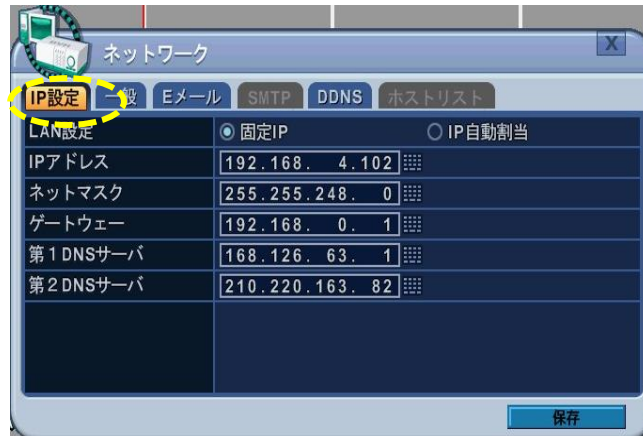 ネットワーク
X
IP設定 一般 Eメール SMTP DDNS ホストリスト
LAN設定 固定IP IP自動割当
IPアドレス 192.168. 4.102
ネットマスク 255.255.248. 0
ゲートウェー 192.168. 0. 1
第1DNSサーバ 168.126. 63. 1
第2DNSサーバ 210.220.163. 82
保存